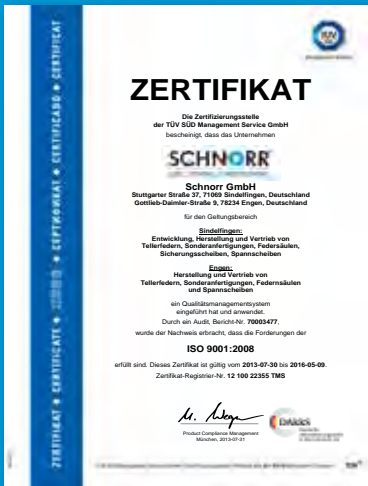 TÜV
ZERTIFIKAT ◆ CERTIFICATE ◆ ◆ СЕРТИФИКАТ ◆ CERTIFICADO ◆ CERTIFICAT
ZERTIFIKAT
Die Zertifizierungsstelle
der TÜV SÜD Management Service GmbH
bescheinigt, dass das Unternehmen
SCHNORR
Schnorr GmbH
Stuttgarter Straße 37, 71069 Sindelfingen, Deutschland
Gottlieb-Daimler-Straße 9, 78234 Engen, Deutschland
für den Geltungsbereich
Sindelfingen:
Entwicklung, Herstellung und Vertrieb von
Tellerfedern, Sonderanfertigungen, Federsäulen,
Sicherungsscheiben, Spannscheiben
Engen:
Herstellung und Vertrieb von
Tellerfedern, Sonderanfertigungen, Federnsäulen
und Spannscheiben
ein Qualitätsmanagementsystem
eingeführt hat und anwendet.
Durch ein Audit, Bericht-Nr. 70003477,
wurde der Nachweis erbracht, dass die Forderungen der
ISO 9001:2008
erfüllt sind. Dieses Zertifikat ist gültig vom 2013-07-30 bis 2016-05-09.
Zertifikat-Registrier-Nr. 12 100 22355 TMS
Product Compliance Management
München, 2013-07-31
DAkkS
Deutsche
Akkreditierungsstelle
TÜV